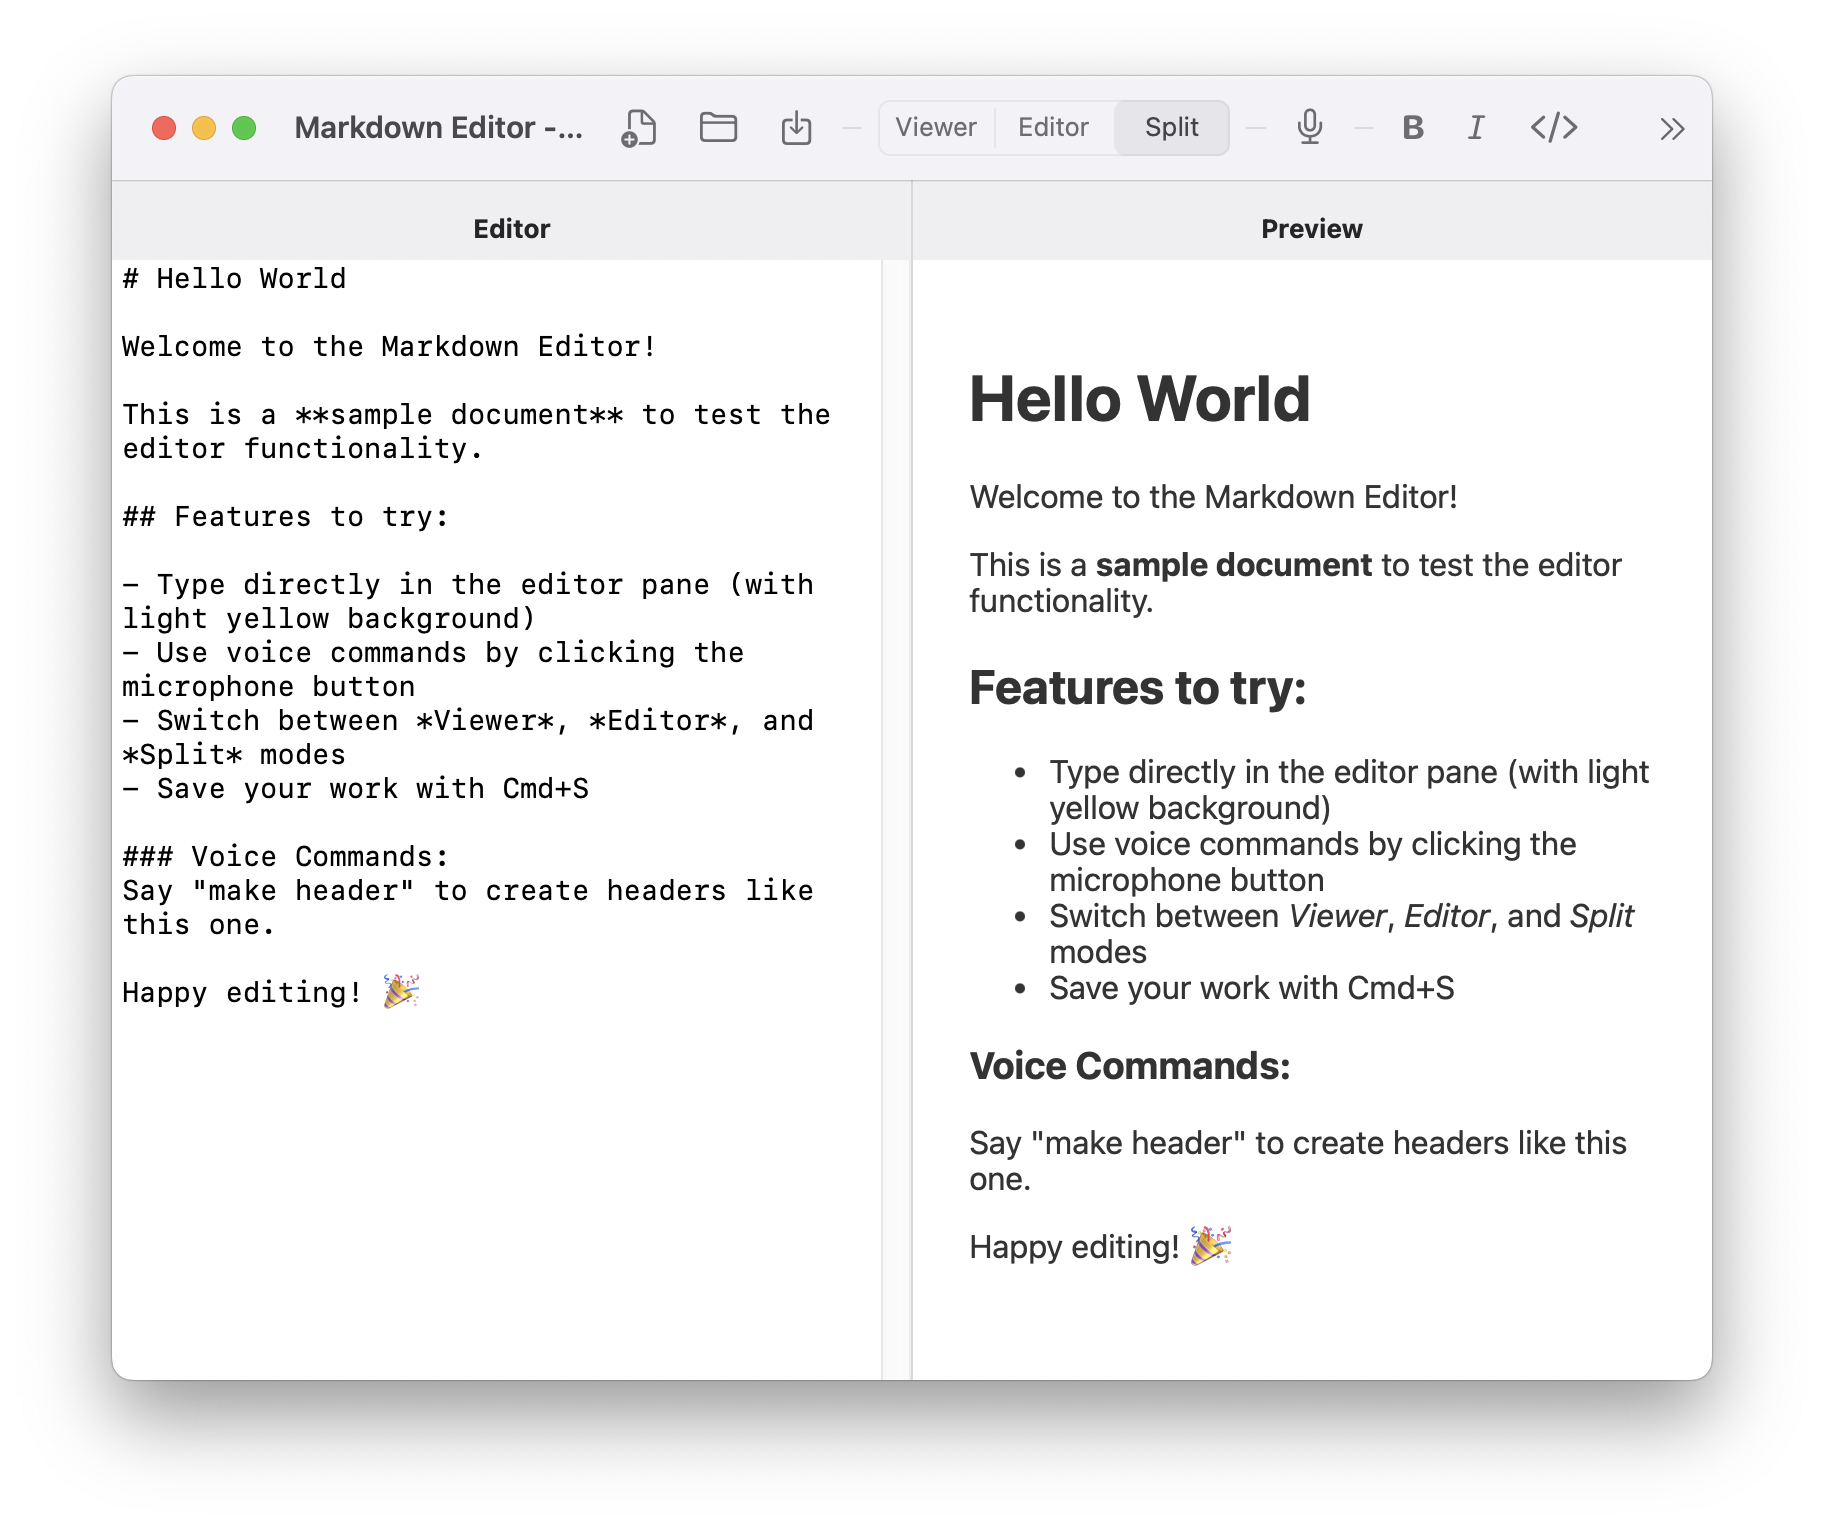 Markdown Editor -...
Viewer
Editor
Split
B
I
</>
Editor
# Hello World
Welcome to the Markdown Editor!
This is a **sample document** to test the
editor functionality.
## Features to try:
– Type directly in the editor pane (with
light yellow background)
– Use voice commands by clicking the
microphone button
– Switch between *Viewer*, *Editor*, and
*Split* modes
– Save your work with Cmd+S
### Voice Commands:
Say "make header" to create headers like
this one.
Happy editing! 🎉
Preview
Hello World
Welcome to the Markdown Editor!
This is a sample document to test the editor
functionality.
Features to try:
• Type directly in the editor pane (with light
yellow background)
• Use voice commands by clicking the
microphone button
• Switch between Viewer, Editor, and Split
modes
• Save your work with Cmd+S
Voice Commands:
Say "make header" to create headers like this
one.
Happy editing! 🎉